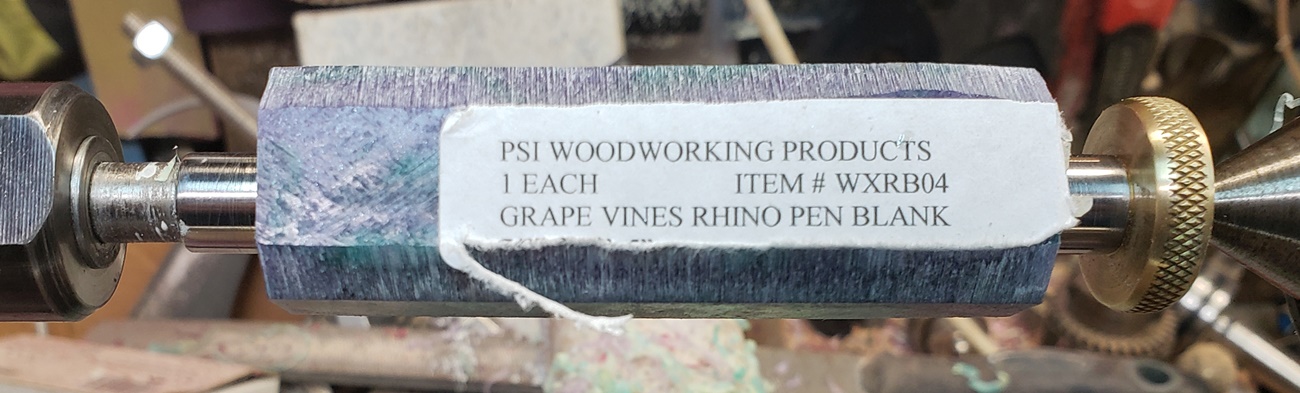 PSI WOODWORKING PRODUCTS
1 EACH ITEM # WXRB04
GRAPE VINES RHINO PEN BLANK